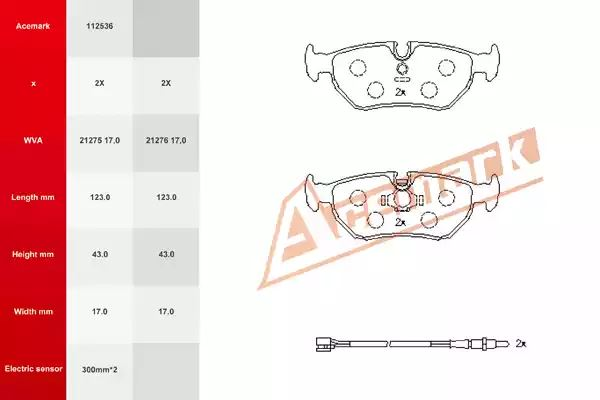 Acemark 112536
x 2X 2X
WVA 21275 17,0 21276 17,0
Length mm 123.0 123.0
Height mm 43.0 43.0
Width mm 17.0 17.0
Electric sensor 300mm*2
2x
Acemark
2x
2x